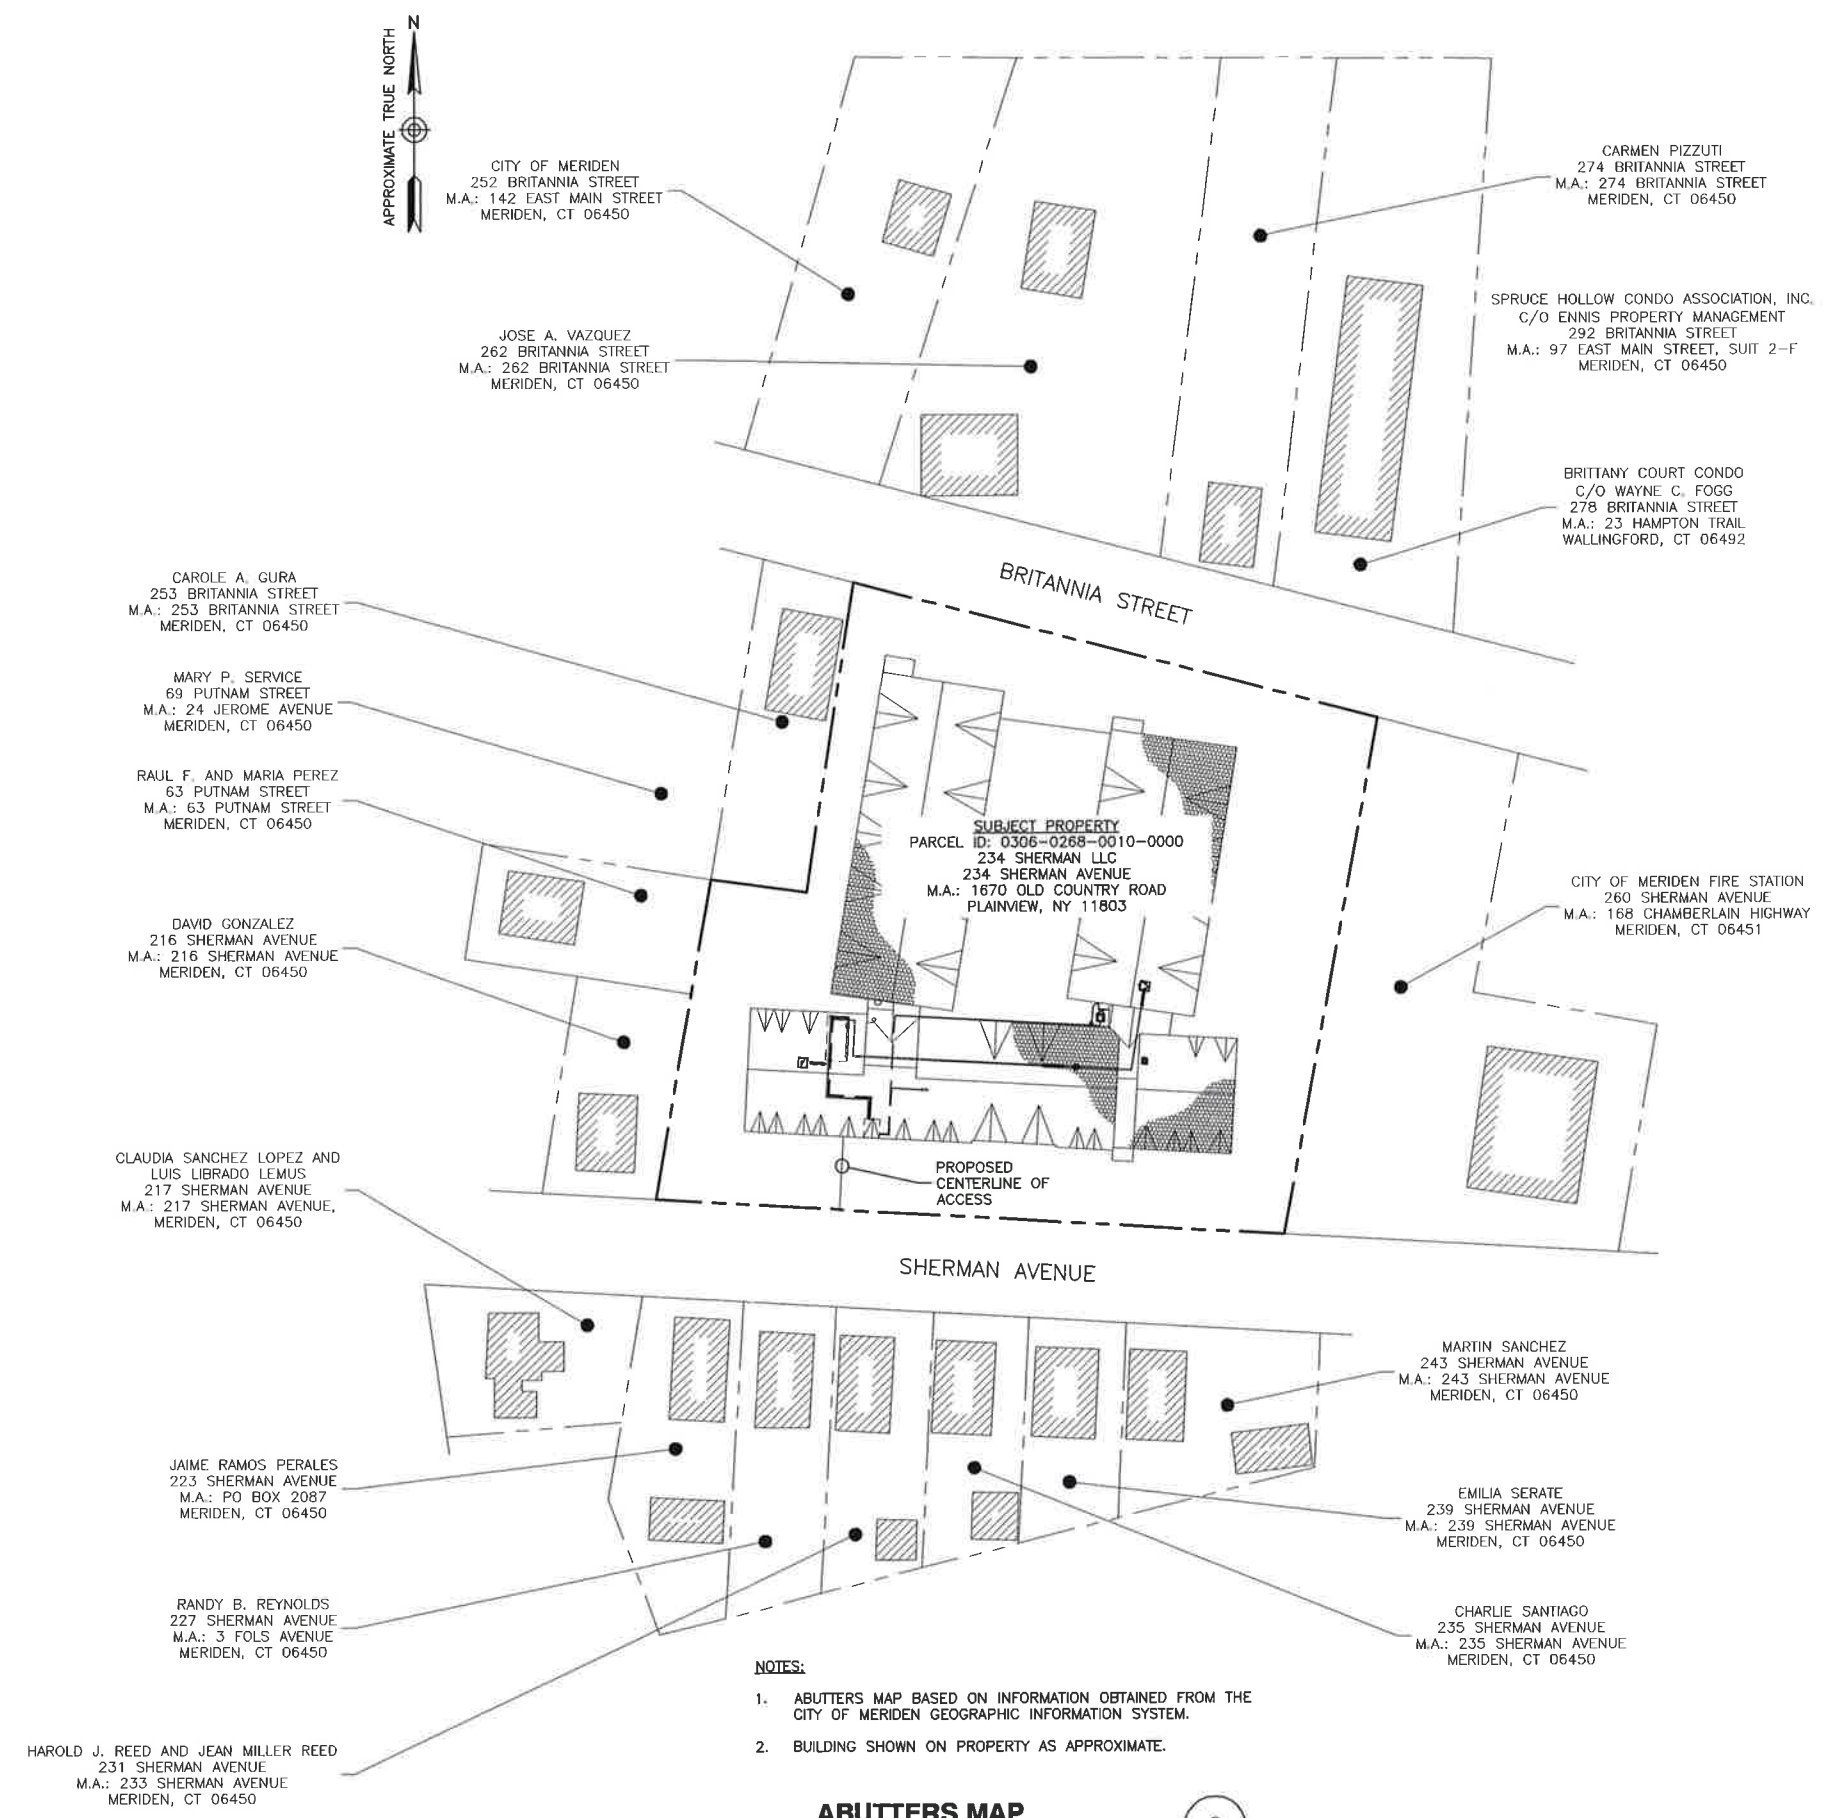 N
APPROXIMATE TRUE NORTH
CITY OF MERIDEN
252 BRITANNIA STREET
M.A.: 142 EAST MAIN STREET
MERIDEN, CT 06450
JOSE A. VAZQUEZ
262 BRITANNIA STREET
M.A.: 262 BRITANNIA STREET
MERIDEN, CT 06450
CARMEN PIZZUTI
274 BRITANNIA STREET
M.A.: 274 BRITANNIA STREET
MERIDEN, CT 06450
SPRUCE HOLLOW CONDO ASSOCIATION, INC.
C/O ENNIS PROPERTY MANAGEMENT
292 BRITANNIA STREET
M.A.: 97 EAST MAIN STREET, SUIT 2-F
MERIDEN, CT 06450
BRITTANY COURT CONDO
C/O WAYNE C. FOGG
278 BRITANNIA STREET
M.A.: 23 HAMPTON TRAIL
WALLINGFORD, CT 06492
BRITANNIA STREET
CAROLE A. GURA
253 BRITANNIA STREET
M.A.: 253 BRITANNIA STREET
MERIDEN, CT 06450
MARY P. SERVICE
69 PUTNAM STREET
M.A.: 24 JEROME AVENUE
MERIDEN, CT 06450
RAUL F. AND MARIA PEREZ
63 PUTNAM STREET
M.A.: 63 PUTNAM STREET
MERIDEN, CT 06450
SUBJECT PROPERTY
PARCEL ID: 0306-0268-0010-0000
234 SHERMAN LLC
234 SHERMAN AVENUE
M.A.: 1670 OLD COUNTRY ROAD
PLAINVIEW, NY 11803
CITY OF MERIDEN FIRE STATION
260 SHERMAN AVENUE
M.A.: 168 CHAMBERLAIN HIGHWAY
MERIDEN, CT 06451
DAVID GONZALEZ
216 SHERMAN AVENUE
M.A.: 216 SHERMAN AVENUE
MERIDEN, CT 06450
CLAUDIA SANCHEZ LOPEZ AND
LUIS LIBRADO LEMUS
217 SHERMAN AVENUE
M.A.: 217 SHERMAN AVENUE,
MERIDEN, CT 06450
PROPOSED
CENTERLINE OF
ACCESS
SHERMAN AVENUE
MARTIN SANCHEZ
243 SHERMAN AVENUE
M.A.: 243 SHERMAN AVENUE
MERIDEN, CT 06450
JAIME RAMOS PERALES
223 SHERMAN AVENUE
M.A.: PO BOX 2087
MERIDEN, CT 06450
EMILIA SERATE
239 SHERMAN AVENUE
M.A.: 239 SHERMAN AVENUE
MERIDEN, CT 06450
RANDY B. REYNOLDS
227 SHERMAN AVENUE
M.A.: 3 FOLS AVENUE
MERIDEN, CT 06450
CHARLIE SANTIAGO
235 SHERMAN AVENUE
M.A.: 235 SHERMAN AVENUE
MERIDEN, CT 06450
HAROLD J. REED AND JEAN MILLER REED
231 SHERMAN AVENUE
M.A.: 233 SHERMAN AVENUE
MERIDEN, CT 06450
NOTES:
1. ABUTTERS MAP BASED ON INFORMATION OBTAINED FROM THE
CITY OF MERIDEN GEOGRAPHIC INFORMATION SYSTEM.
2. BUILDING SHOWN ON PROPERTY AS APPROXIMATE.
ABUTTERS MAP